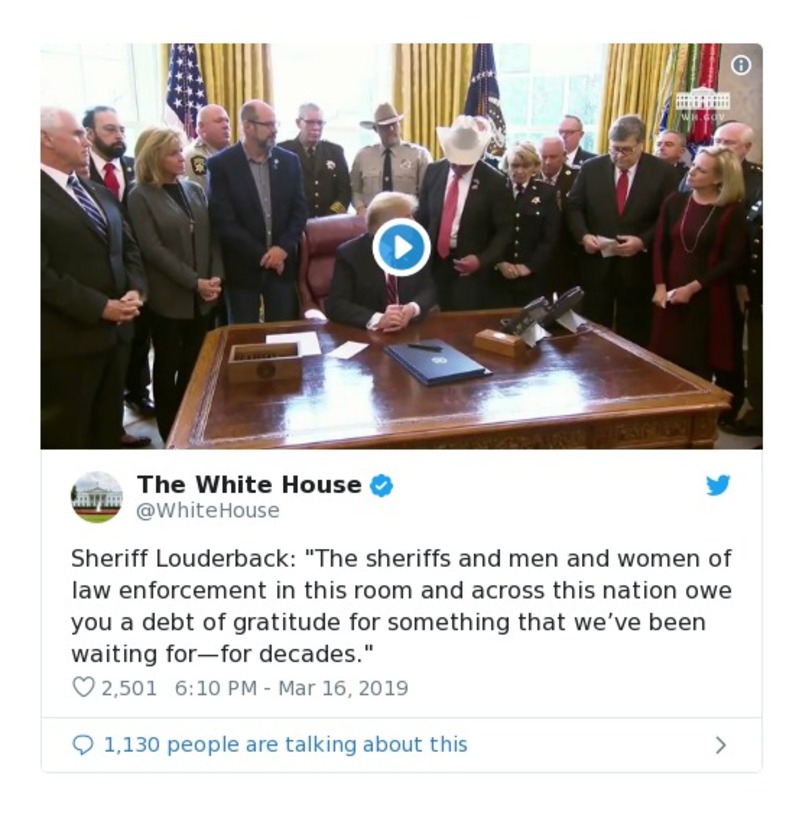 WH.GOV
The White House
@WhiteHouse
Sheriff Louderback: "The sheriffs and men and women of
law enforcement in this room and across this nation owe
you a debt of gratitude for something that we’ve been
waiting for—for decades."
2,501 6:10 PM - Mar 16, 2019
1,130 people are talking about this